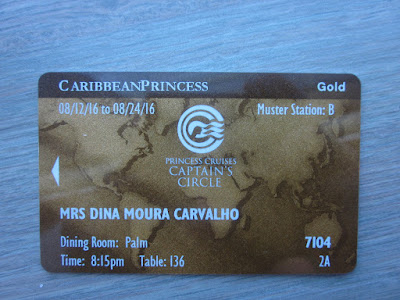 CARIBBEANPRINCESS Gold
08/12/16 to 08/24/16 Muster Station: B
PRINCESS CRUISES
CAPTAIN'S
CIRCLE
MRS DINA MOURA CARVALHO
Dining Room: Palm 7104
Time: 8:15pm Table: 136 2A